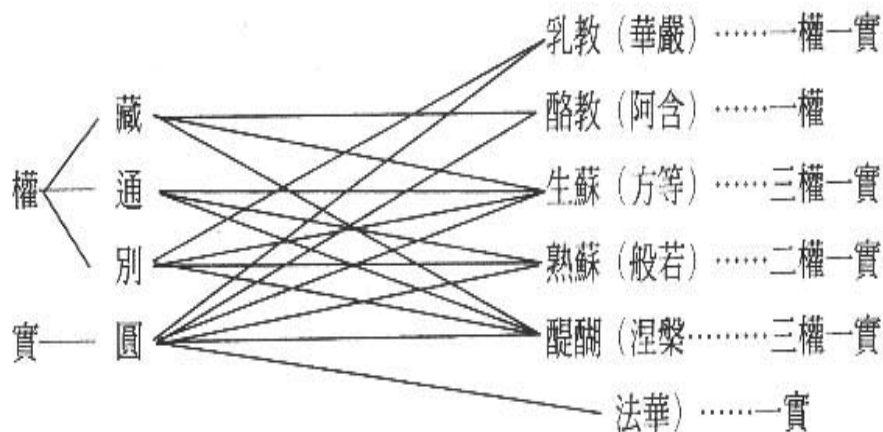 乳教（華嚴）……一權一實
藏
酪教（阿含）……一權
權
通
生蘇（方等）……三權一實
別
熟蘇（般若）……二權一實
實
圓
醍醐（涅槃………三權一實
法華）……一實